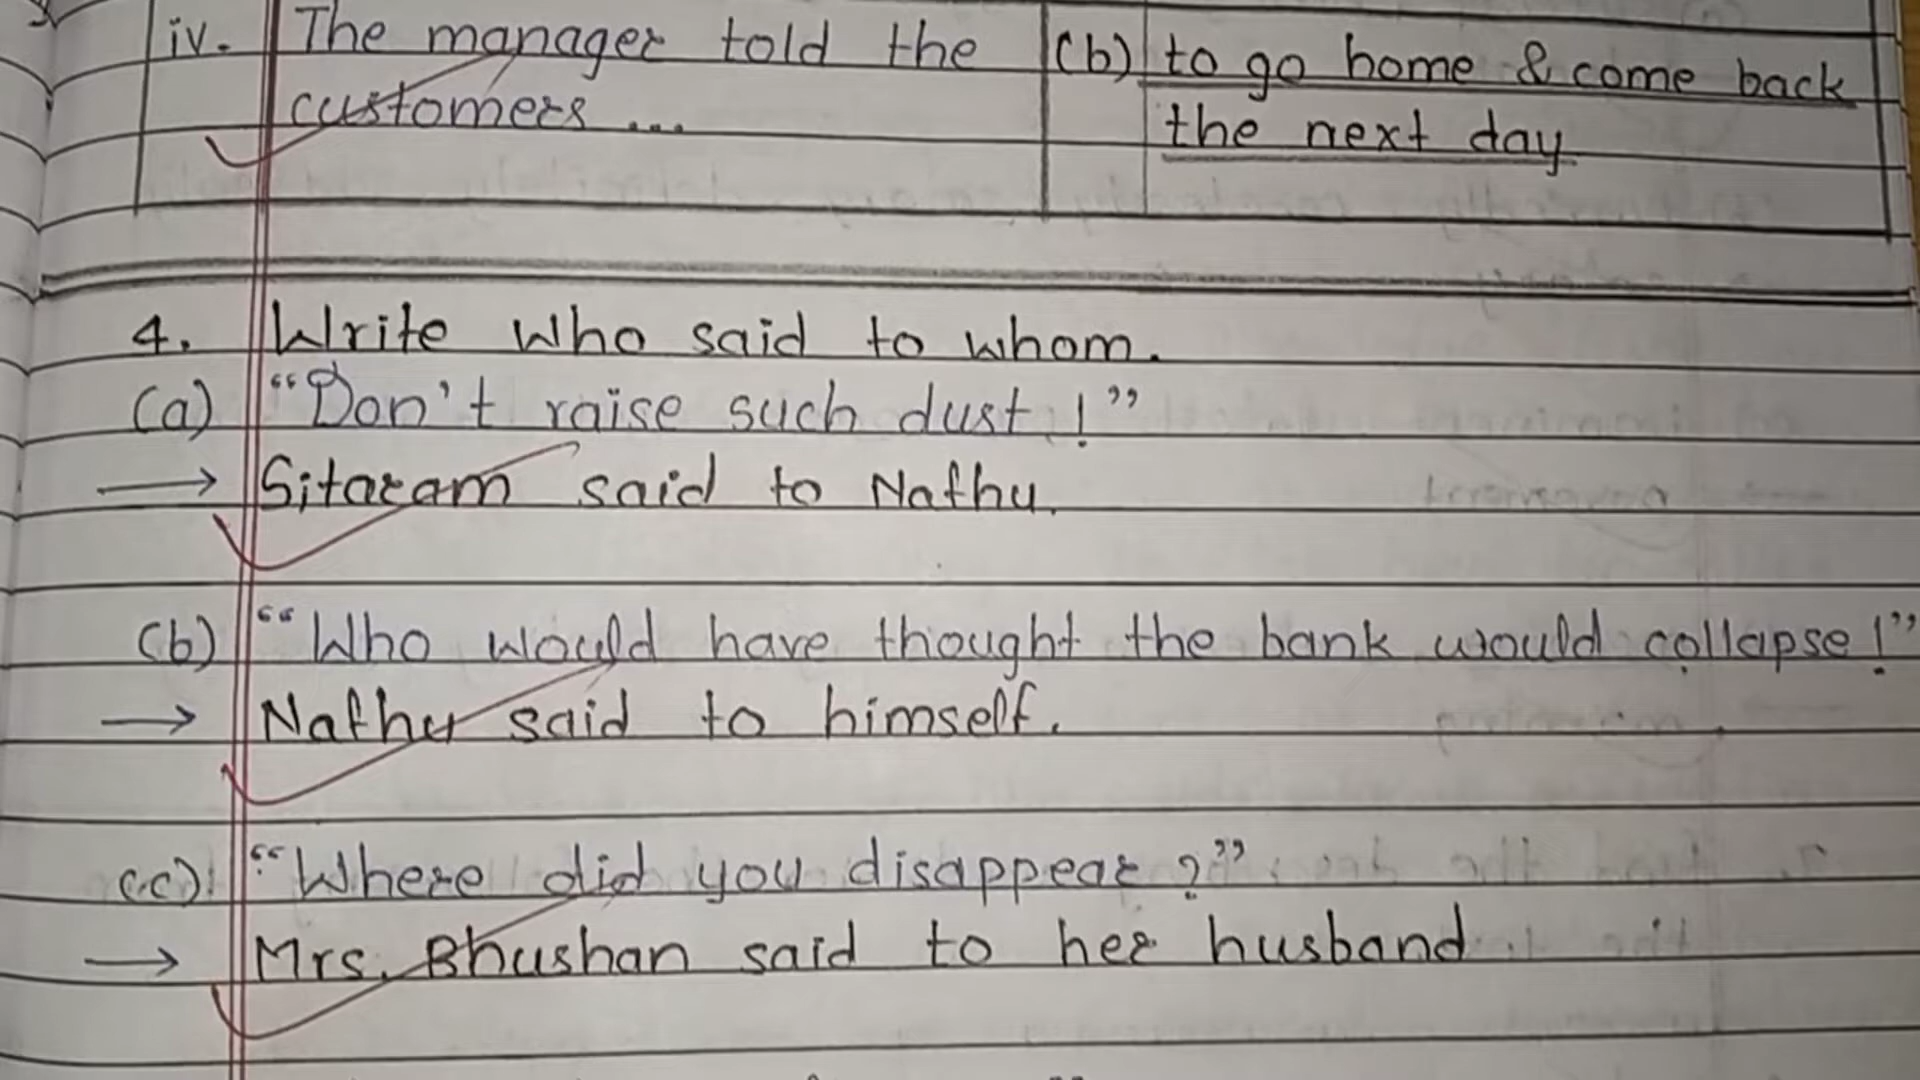 iv. The manager told the (b) to go home & come back
customers ... the next day
4. Write who said to whom.
(a) "Don't raise such dust!"
→ Sitaram said to Nathu.
(b) "Who would have thought the bank would collapse!"
→ Nathu said to himself.
(c) "Where did you disappear?"
→ Mrs. Bhushan said to her husband